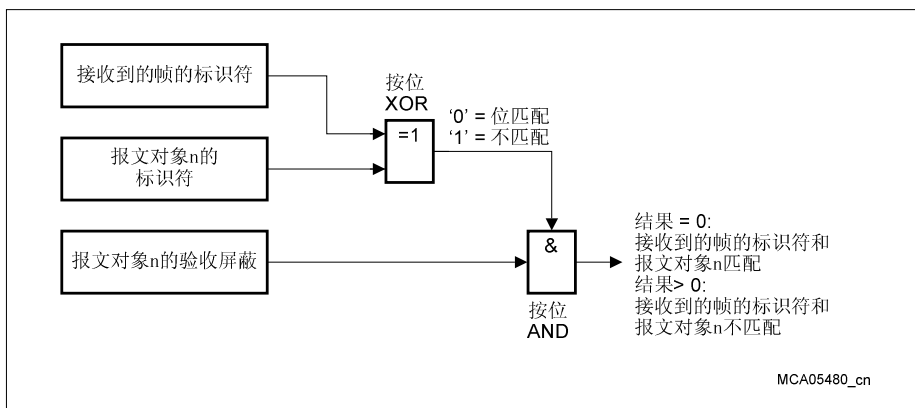 接收到的帧的标识符
按位
XOR
‘0’ = 位匹配
‘1’ = 不匹配
=1
报文对象n的
标识符
报文对象n的验收屏蔽
&
按位
AND
结果 = 0:
接收到的帧的标识符和
报文对象n匹配
结果> 0:
接收到的帧的标识符和
报文对象n不匹配
MCA05480_cn